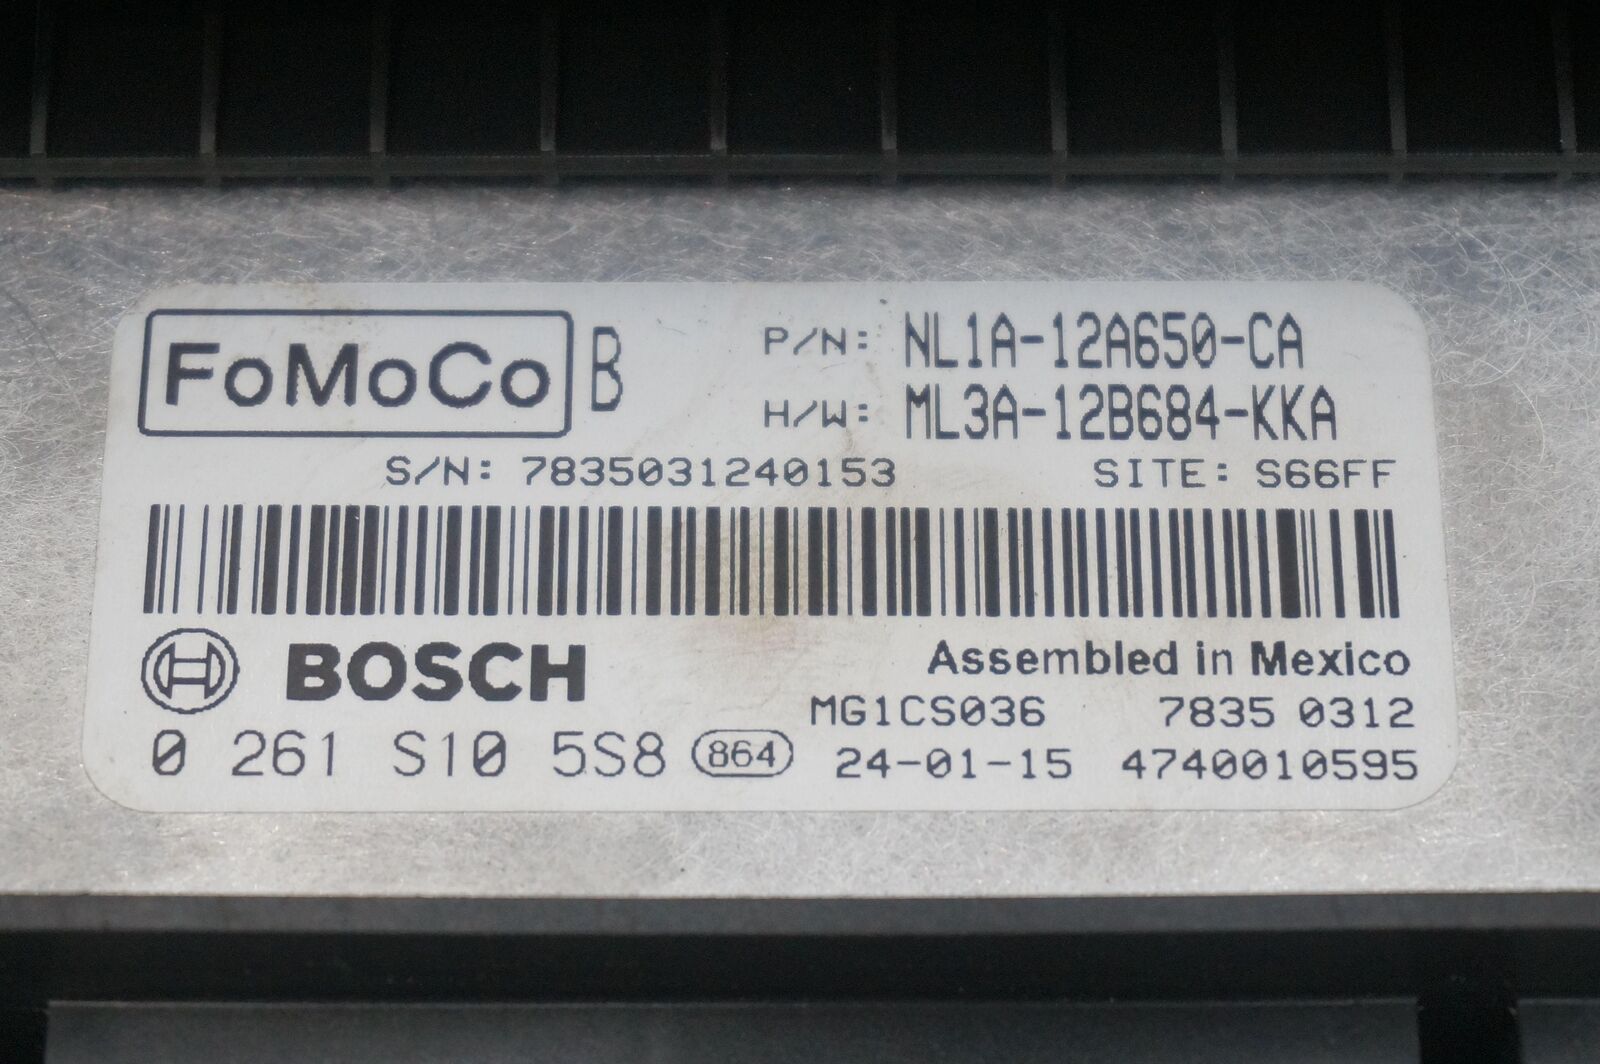 FoMoCo B P/N: NL1A-12A650-CA
H/W: ML3A-12B684-KKA
S/N: 7835031240153 SITE: S66FF
BOSCH Assembled in Mexico
MG1CS036 7835 0312
0 261 S10 5S8 864 24-01-15 4740010595